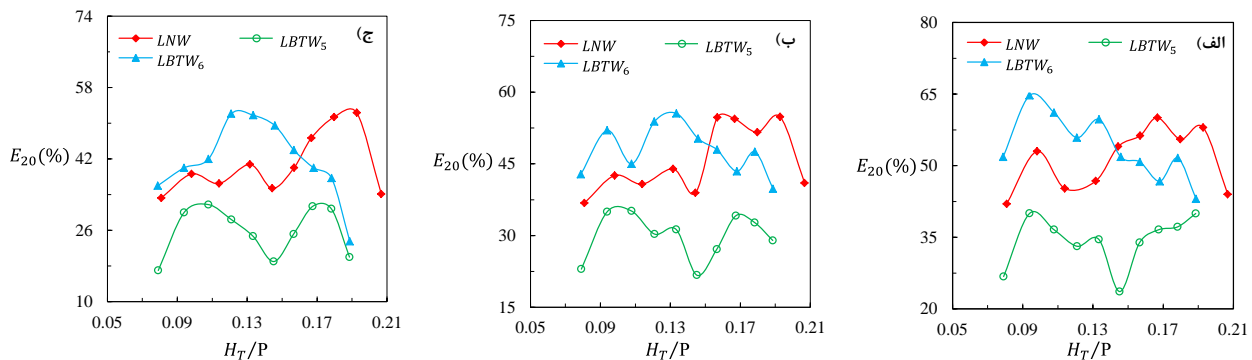 74
58
42
26
10
E₂₀(%)
ج)
LNW
LBTW₅
LBTW₆
0.05 0.09 0.13 0.17 0.21
H_T/P
75
60
45
30
15
E₂₀(%)
ب)
LNW
LBTW₅
LBTW₆
0.05 0.09 0.13 0.17 0.21
H_T/P
80
65
50
35
20
E₂₀(%)
الف)
LNW
LBTW₅
LBTW₆
0.05 0.09 0.13 0.17 0.21
H_T/P